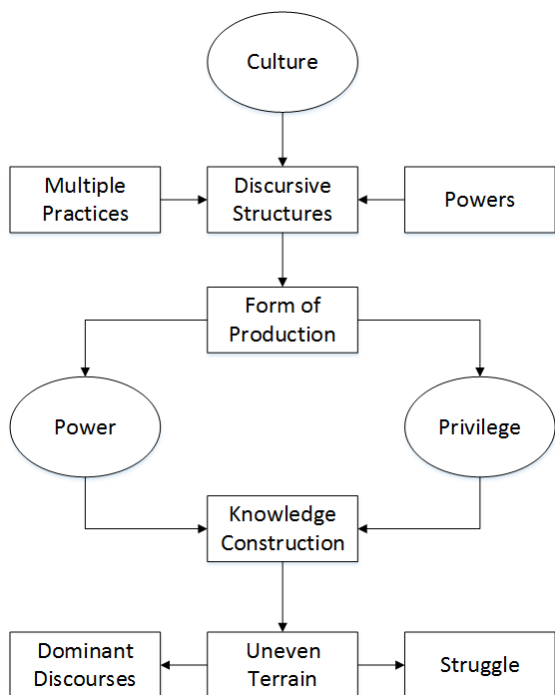 Culture
Multiple
Practices
Discursive
Structures
Powers
Form of
Production
Power
Privilege
Knowledge
Construction
Dominant
Discourses
Uneven
Terrain
Struggle